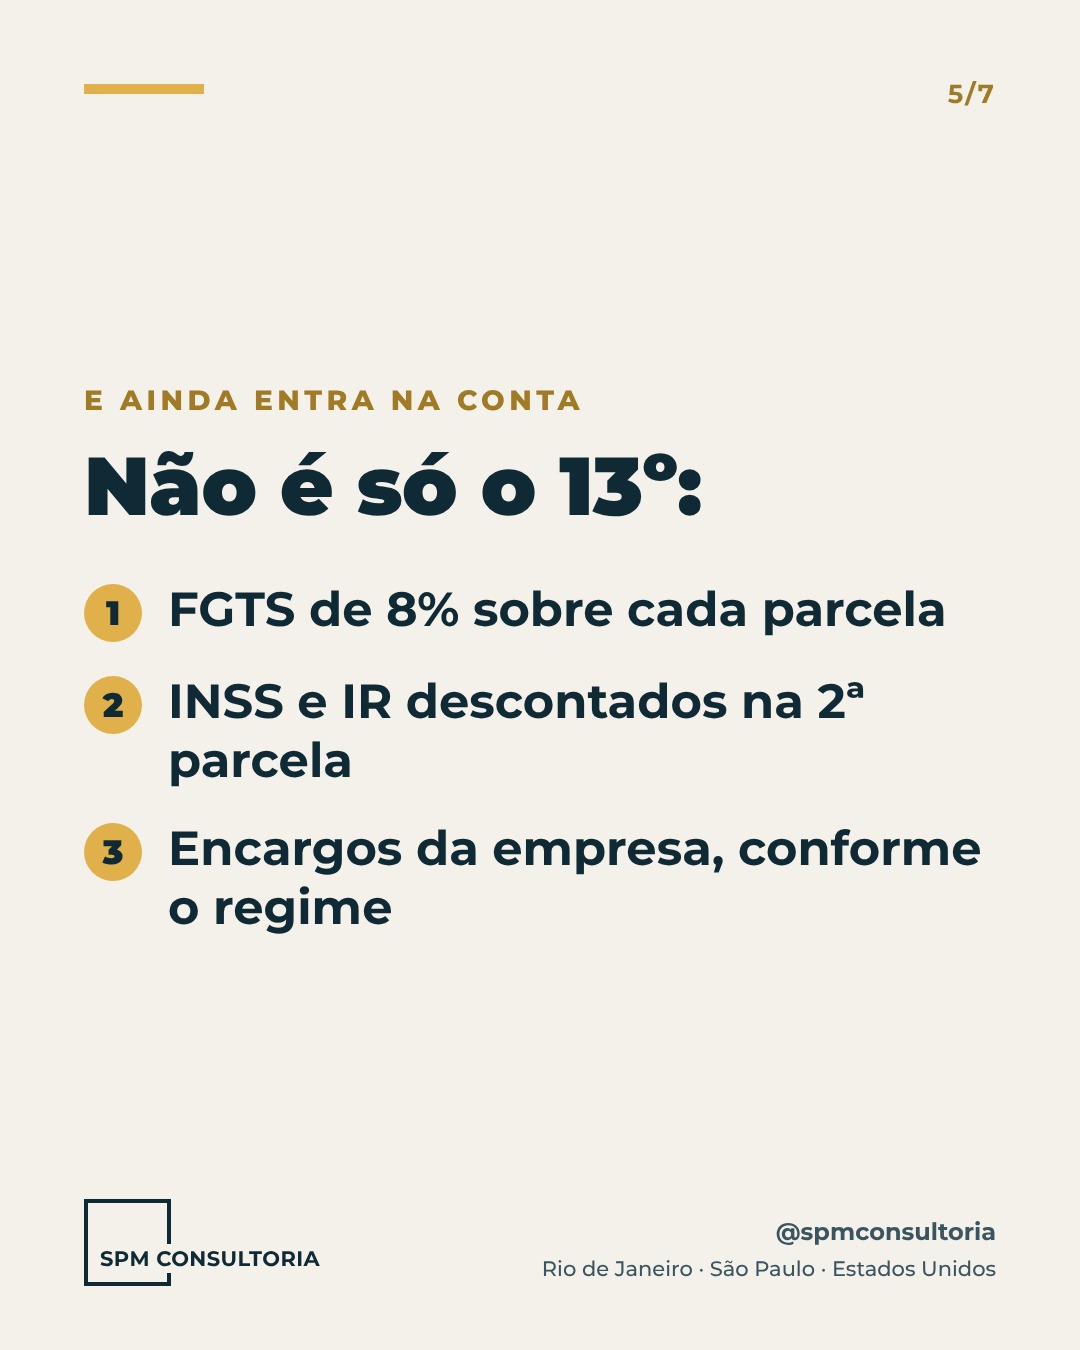 5/7
E AINDA ENTRA NA CONTA
Não é só o 13º:
1 FGTS de 8% sobre cada parcela
2 INSS e IR descontados na 2ª
parcela
3 Encargos da empresa, conforme
o regime
SPM CONSULTORIA
@spmconsultoria
Rio de Janeiro · São Paulo · Estados Unidos